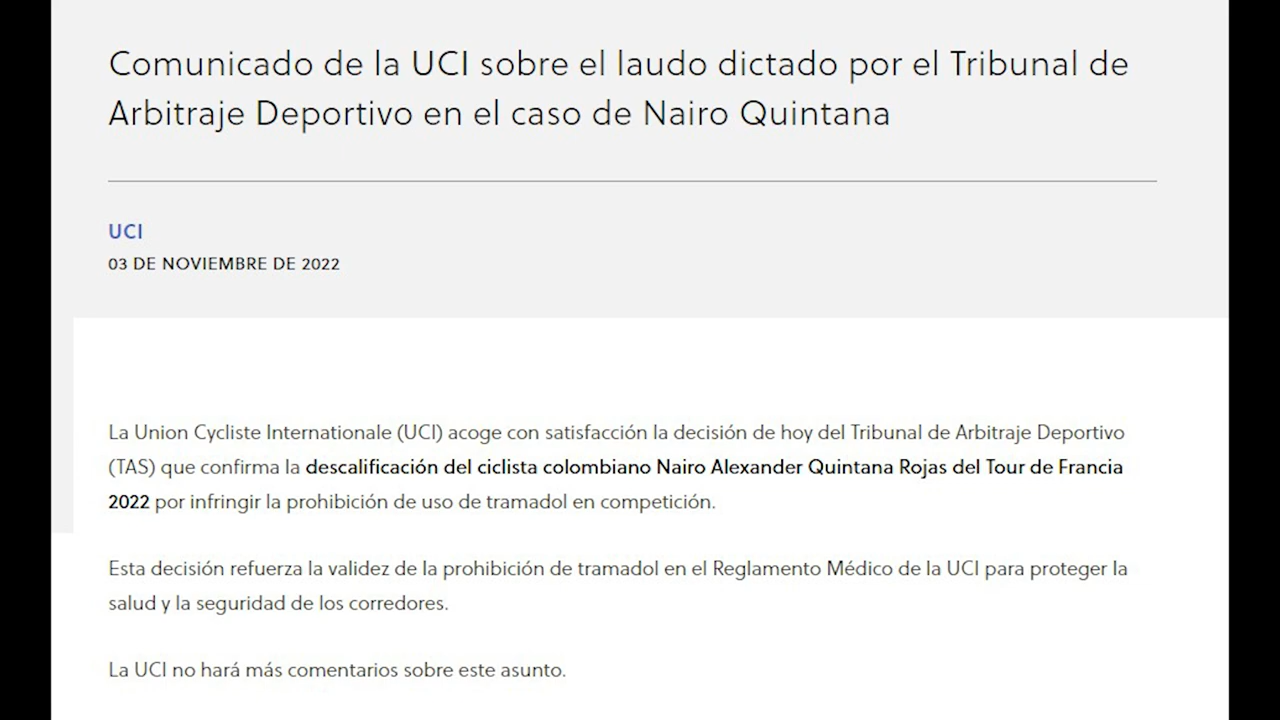 Comunicado de la UCI sobre el laudo dictado por el Tribunal de
Arbitraje Deportivo en el caso de Nairo Quintana
UCI
03 DE NOVIEMBRE DE 2022
La Union Cycliste Internationale (UCI) acoge con satisfacción la decisión de hoy del Tribunal de Arbitraje Deportivo
(TAS) que confirma la descalificación del ciclista colombiano Nairo Alexander Quintana Rojas del Tour de Francia
2022 por infringir la prohibición de uso de tramadol en competición.
Esta decisión refuerza la validez de la prohibición de tramadol en el Reglamento Médico de la UCI para proteger la
salud y la seguridad de los corredores.
La UCI no hará más comentarios sobre este asunto.